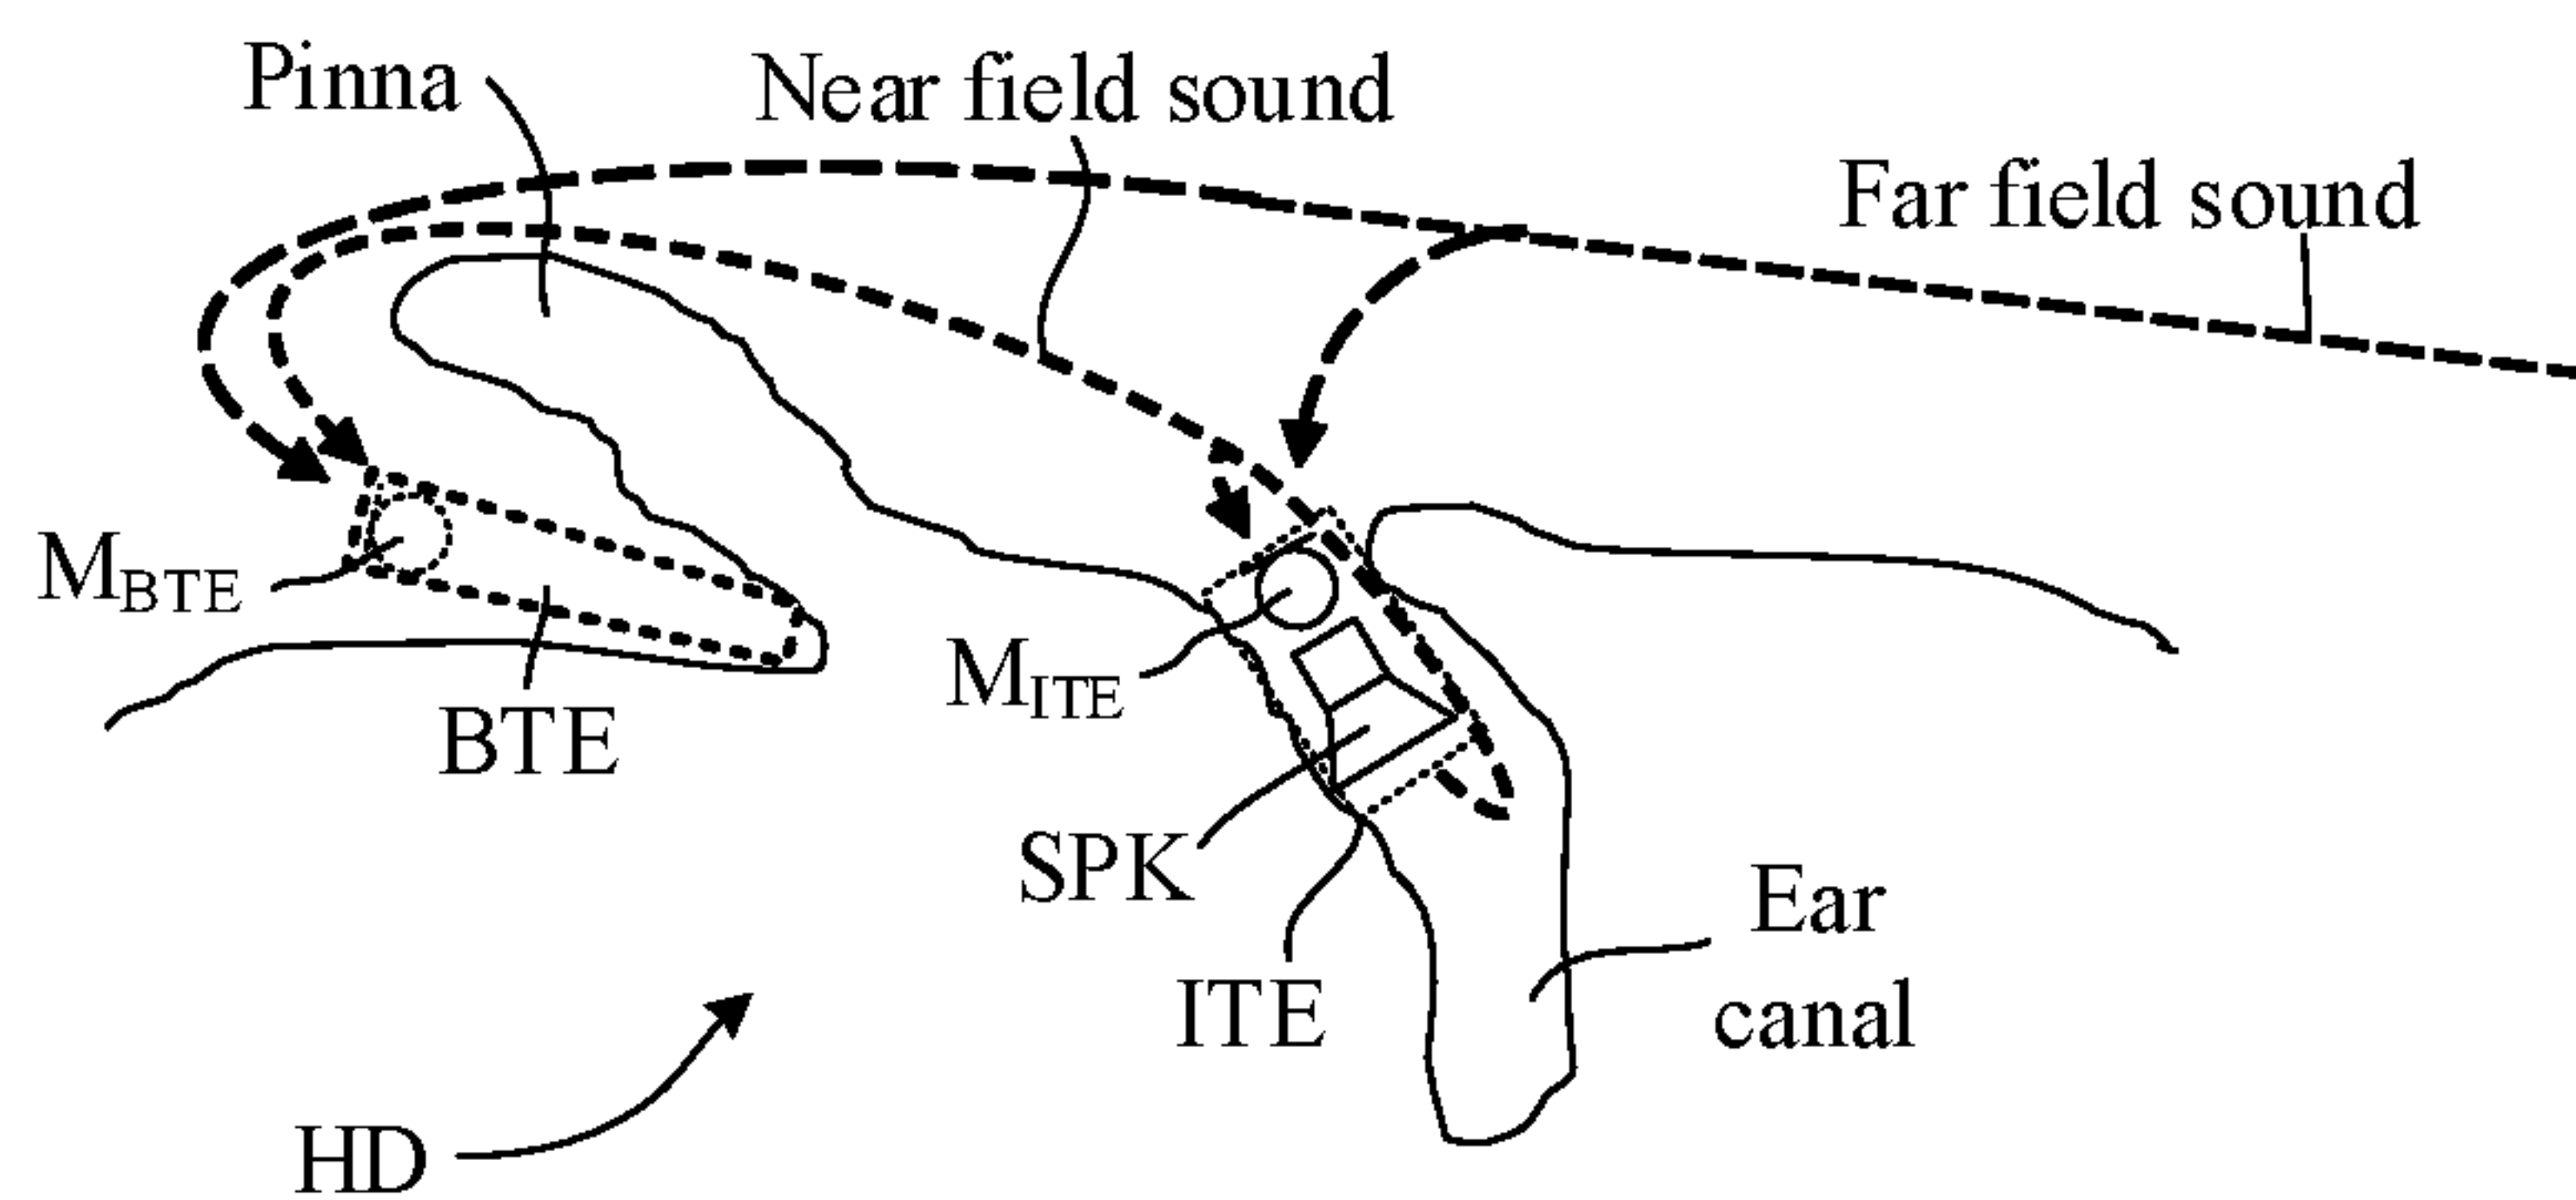 Pinna
Near field sound
Far field sound
MBTE
MITE
BTE
SPK
Ear
canal
ITE
HD